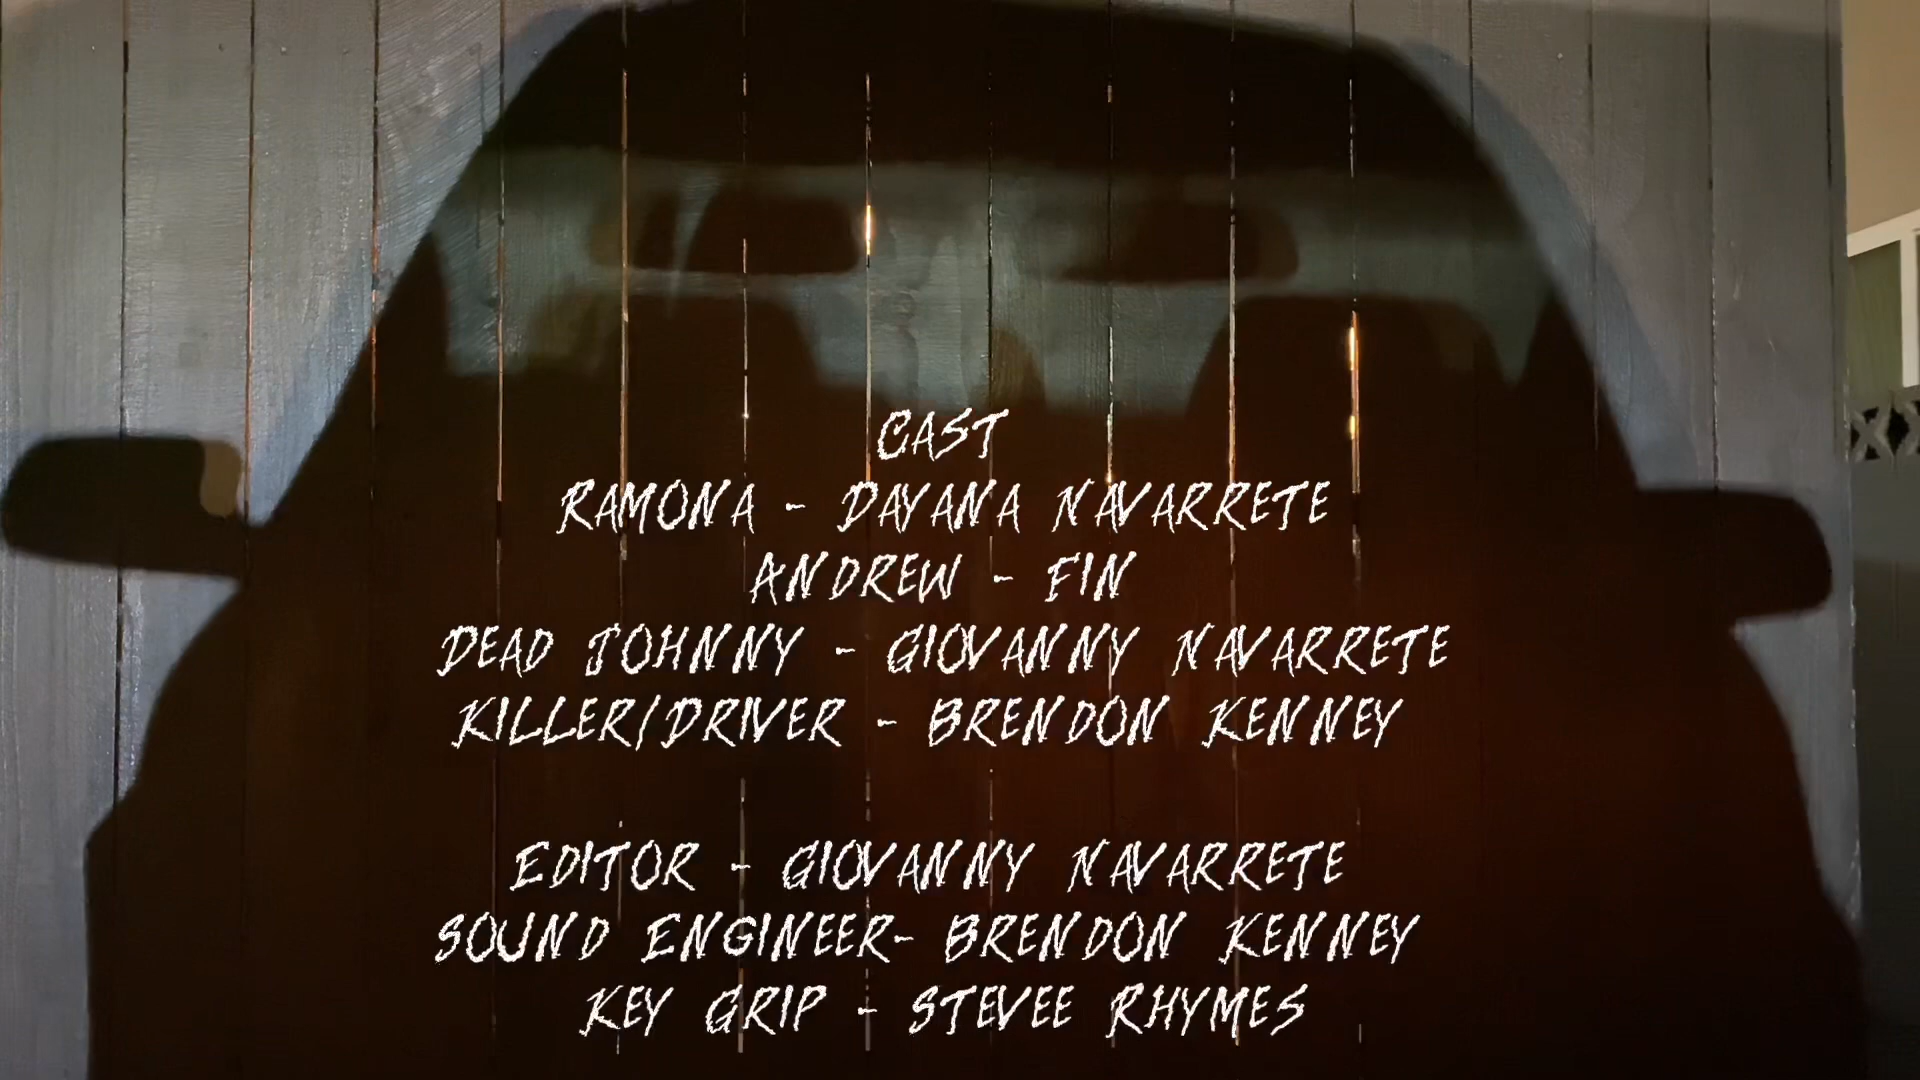 CAST
RAMONA - DAYANA NAVARRETE
ANDREW - FIN
DEAD JOHNNY - GIOVANNY NAVARRETE
KILLER/DRIVER - BRENDON KENNEY
EDITOR - GIOVANNY NAVARRETE
SOUND ENGINEER- BRENDON KENNEY
KEY GRIP - STEVEE RHYMES